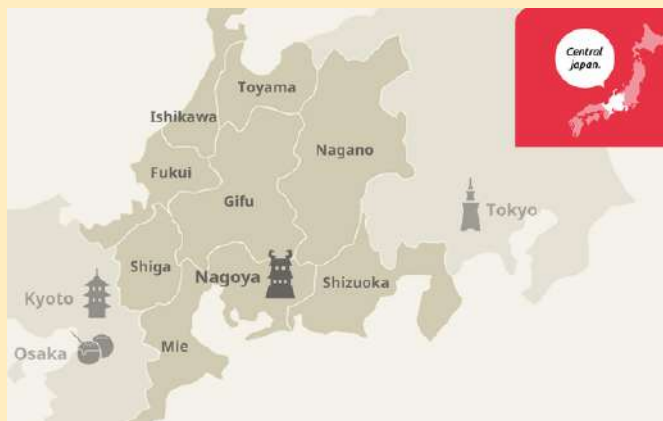 Central
japan.
Toyama
Ishikawa
Nagano
Fukui
Gifu
Tokyo
Shiga
Nagoya
Shizuoka
Kyoto
Mie
Osaka